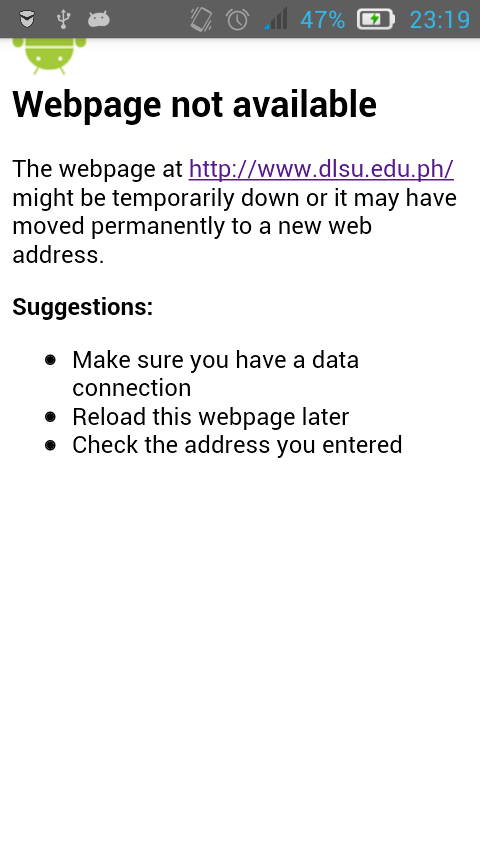 47% 23:19
Webpage not available
The webpage at http://www.dlsu.edu.ph/
might be temporarily down or it may have
moved permanently to a new web
address.
Suggestions:
Make sure you have a data
connection
Reload this webpage later
Check the address you entered